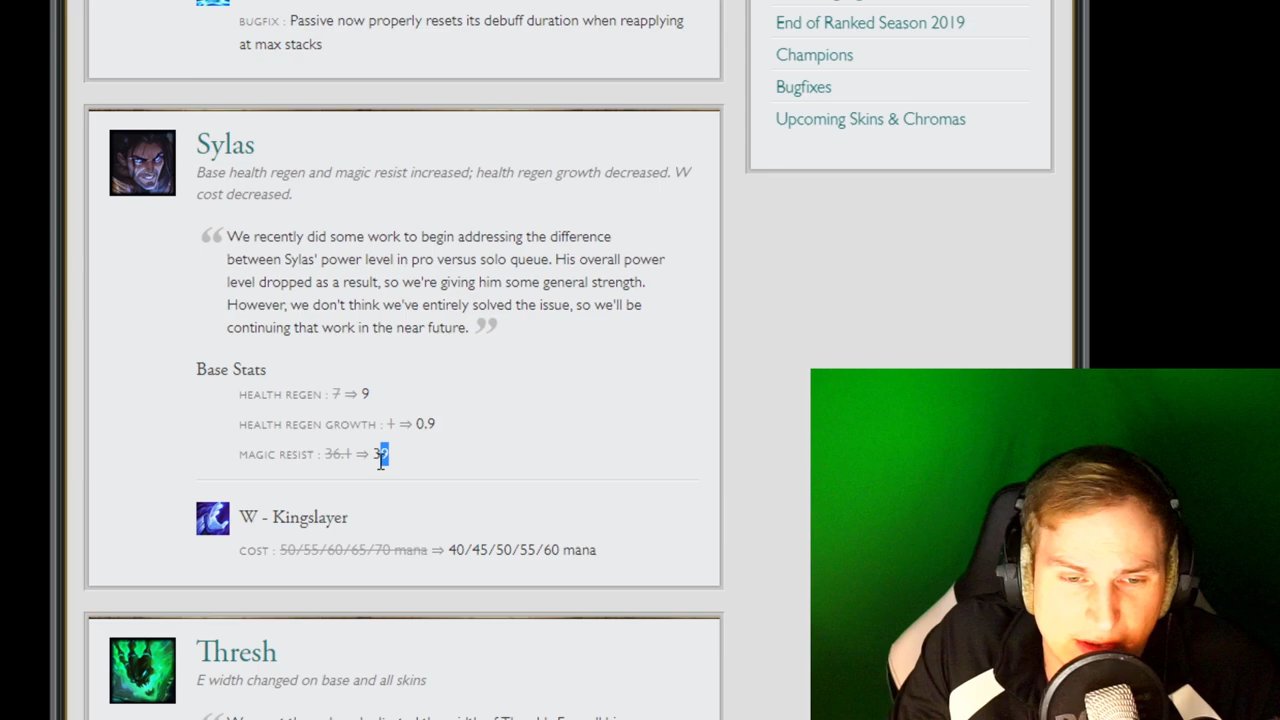 BUGFIX : Passive now properly resets its debuff duration when reapplying
at max stacks
End of Ranked Season 2019
Champions
Bugfixes
Upcoming Skins & Chromas
Sylas
Base health regen and magic resist increased; health regen growth decreased. W
cost decreased.
“ We recently did some work to begin addressing the difference
between Sylas' power level in pro versus solo queue. His overall power
level dropped as a result, so we're giving him some general strength.
However, we don't think we've entirely solved the issue, so we'll be
continuing that work in the near future. ”
Base Stats
HEALTH REGEN : 7 ⇒ 9
HEALTH REGEN GROWTH : 1 ⇒ 0.9
MAGIC RESIST : 36.1 ⇒ 39
W - Kingslayer
COST : 50/55/60/65/70 mana ⇒ 40/45/50/55/60 mana
Thresh
E width changed on base and all skins